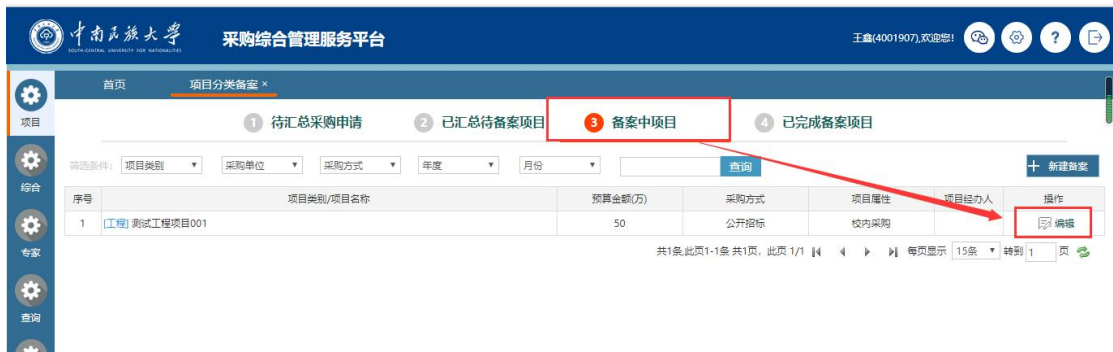 中南民族大学 采购综合管理服务平台 王鑫(4001907),欢迎您! ?
SOUTH-CENTRAL UNIVERSITY FOR NATIONALITIES
首页 项目分类备案 ×
项目
1 待汇总采购申请 2 已汇总待备案项目 3 备案中项目 4 已完成备案项目
筛选条件: 项目类别 采购单位 采购方式 年度 月份 查询 + 新建备案
综合
序号 项目类别/项目名称 预算金额(万) 采购方式 项目属性 项目经办人 操作
1 [工程] 测试工程项目001 50 公开招标 校内采购 编辑
共1条,此页1-1条 共1页, 此页 1/1 每页显示 15条 转到 1 页
专家
查询